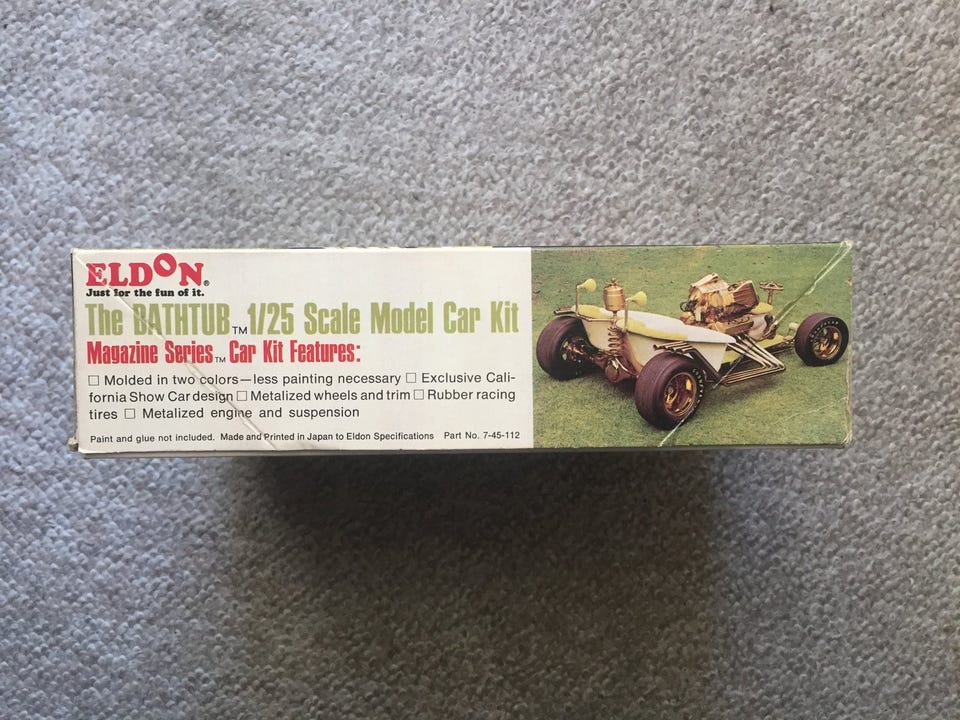 ELDON®
Just for the fun of it.
The BATHTUB™ 1/25 Scale Model Car Kit
Magazine Series™ Car Kit Features:
☐ Molded in two colors—less painting necessary ☐ Exclusive Cali-
fornia Show Car design ☐ Metalized wheels and trim ☐ Rubber racing
tires ☐ Metalized engine and suspension
Paint and glue not included. Made and Printed in Japan to Eldon Specifications Part No. 7-45-112